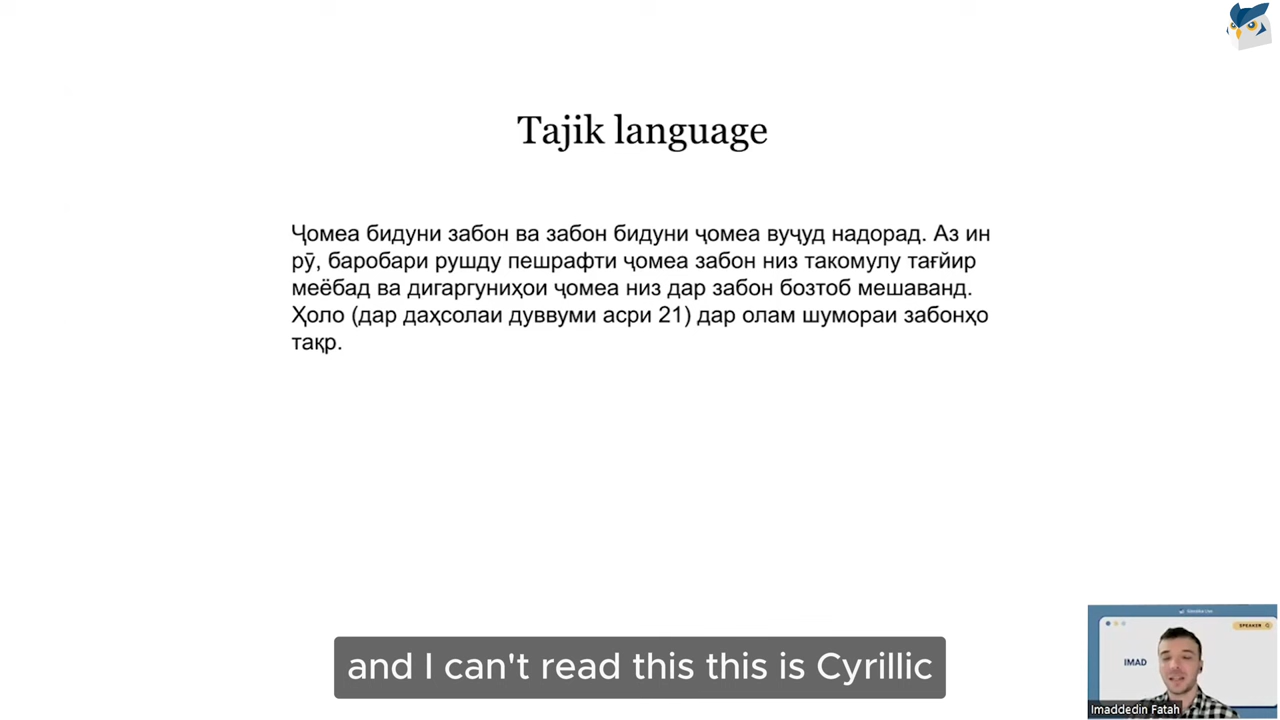 Tajik language
Ҷомеа бидуни забон ва забон бидуни ҷомеа вуҷуд надорад. Аз ин
рӯ, баробари рушду пешрафти ҷомеа забон низ такомулу тағйир
меёбад ва дигаргуниҳои ҷомеа низ дар забон бозтоб мешаванд.
Ҳоло (дар даҳсолаи дуввуми асри 21) дар олам шумораи забонҳо
тақр.
SPEAKER
IMAD
and I can't read this this is Cyrillic
Imaddedin Fatah